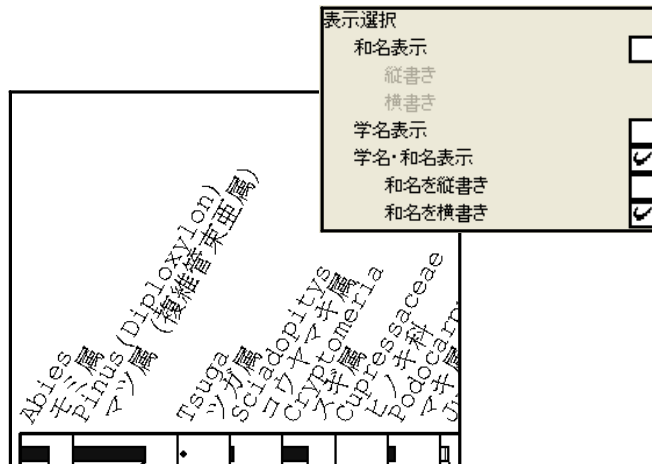 表示選択
和名表示
縦書き
横書き
学名表示
学名・和名表示
和名を縦書き
和名を横書き
Abies
モミ属
Pinus(Diploxylon)
マツ属 (複維管束亜属)
Tsuga
ツガ属
Sciadopitys
コウヤマキ属
Cryptomeria
スギ属
Cupressaceae
ヒノキ科
Podocarp
マキ属